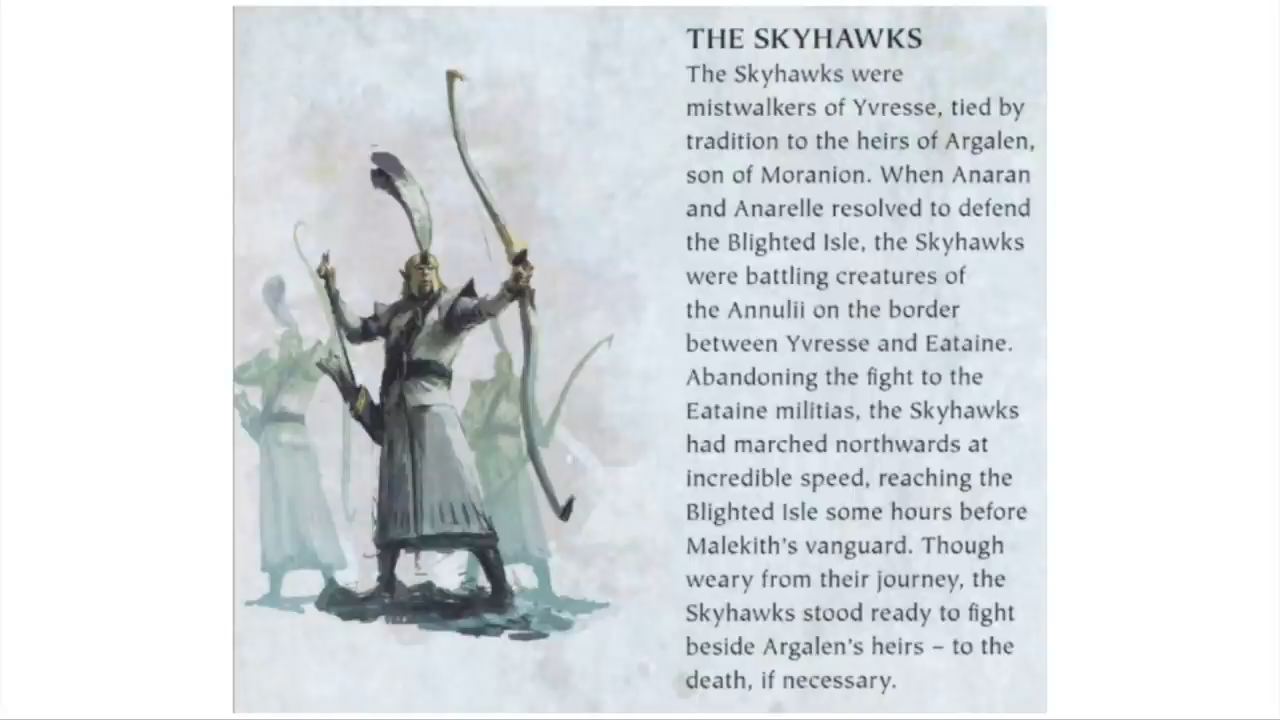 THE SKYHAWKS
The Skyhawks were
mistwalkers of Yvresse, tied by
tradition to the heirs of Argalen,
son of Moranion. When Anaran
and Anarelle resolved to defend
the Blighted Isle, the Skyhawks
were battling creatures of
the Annulii on the border
between Yvresse and Eataine.
Abandoning the fight to the
Eataine militias, the Skyhawks
had marched northwards at
incredible speed, reaching the
Blighted Isle some hours before
Malekith's vanguard. Though
weary from their journey, the
Skyhawks stood ready to fight
beside Argalen's heirs – to the
death, if necessary.